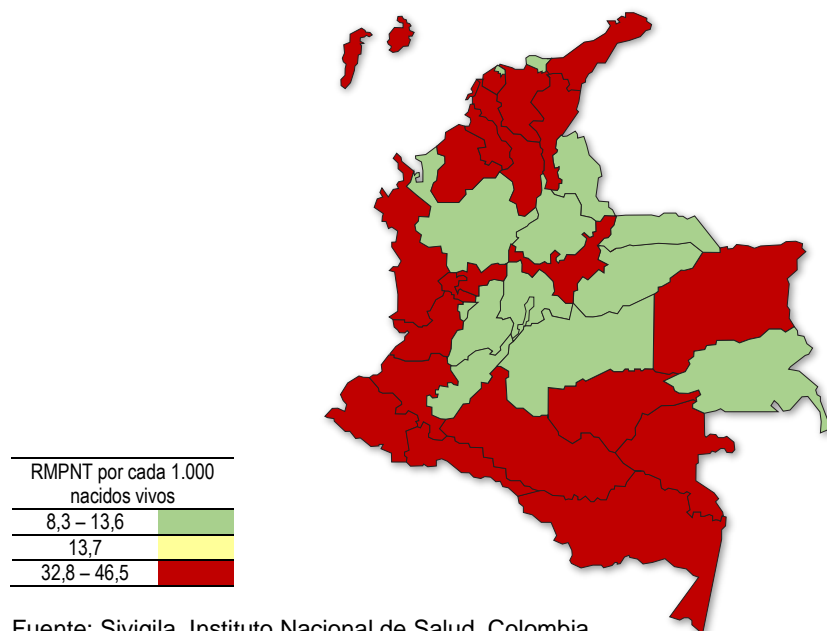 RMPNT por cada 1.000
nacidos vivos
8,3 – 13,6
13,7
32,8 – 46,5
Fuente: Sivigila, Instituto Nacional de Salud, Colombia